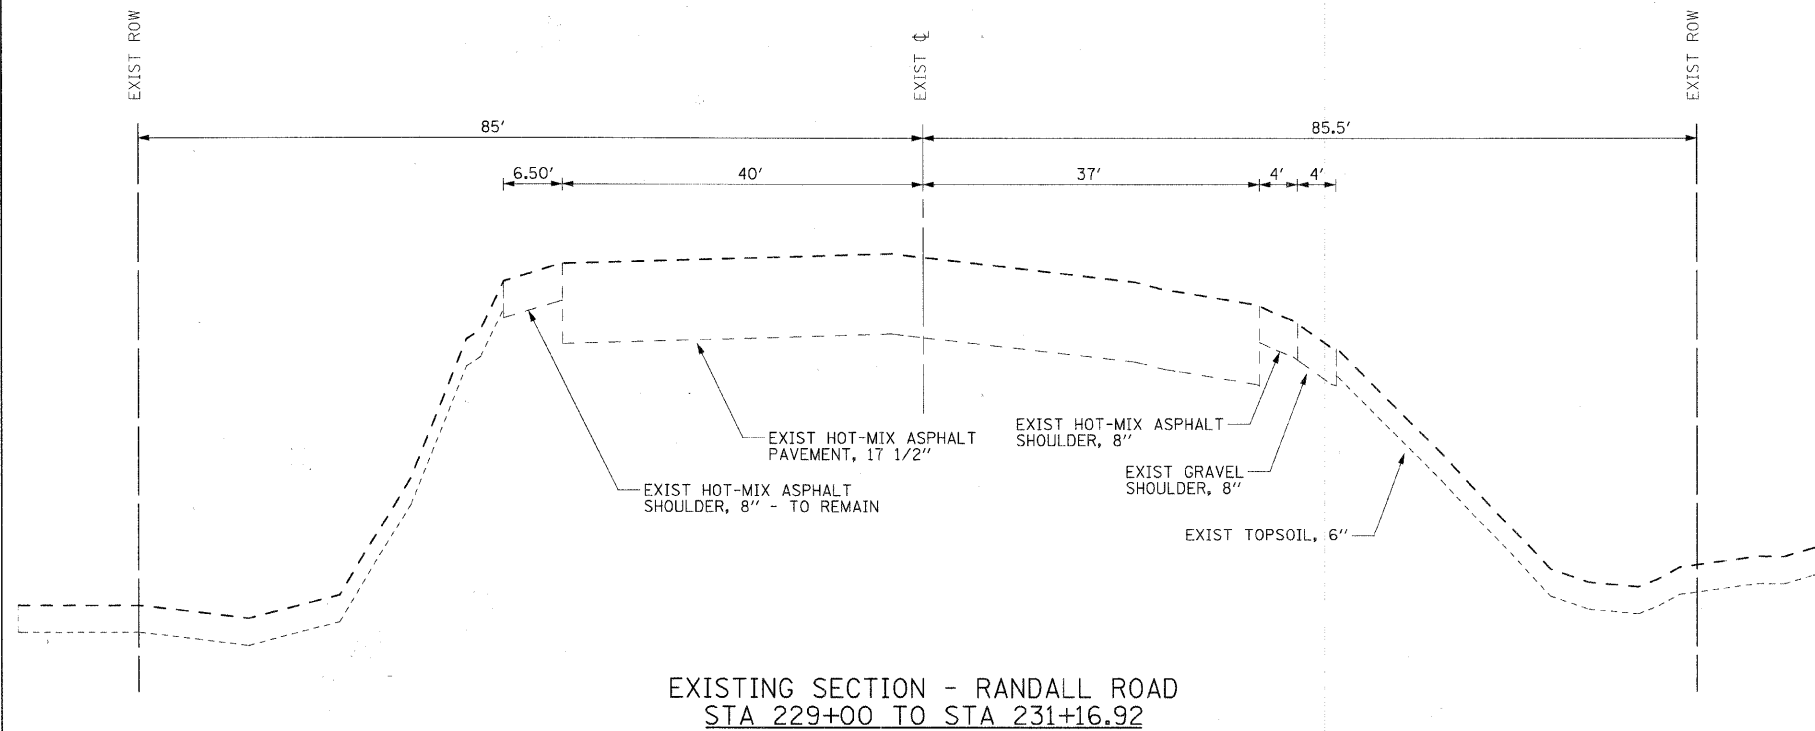 EXIST ROW
EXIST ℄
EXIST ROW
85'
85.5'
6.50'
40'
37'
4'
4'
EXIST HOT-MIX ASPHALT
PAVEMENT, 17 1/2"
EXIST HOT-MIX ASPHALT
SHOULDER, 8" - TO REMAIN
EXIST HOT-MIX ASPHALT
SHOULDER, 8"
EXIST GRAVEL
SHOULDER, 8"
EXIST TOPSOIL, 6"
EXISTING SECTION - RANDALL ROAD
STA 229+00 TO STA 231+16.92